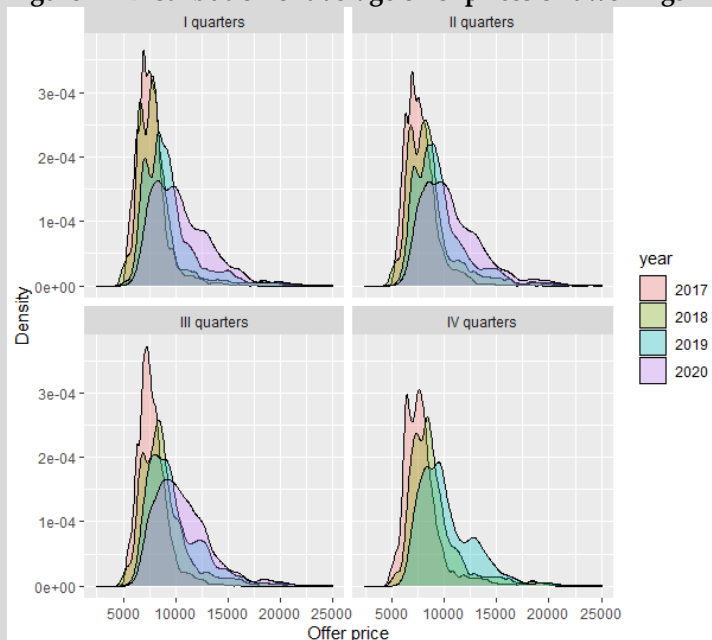 I quarters
II quarters
3e-04
2e-04
1e-04
0e+00
III quarters
IV quarters
3e-04
2e-04
1e-04
0e+00
5000 10000 15000 20000 25000 5000 10000 15000 20000 25000
Offer price
Density
year
2017
2018
2019
2020